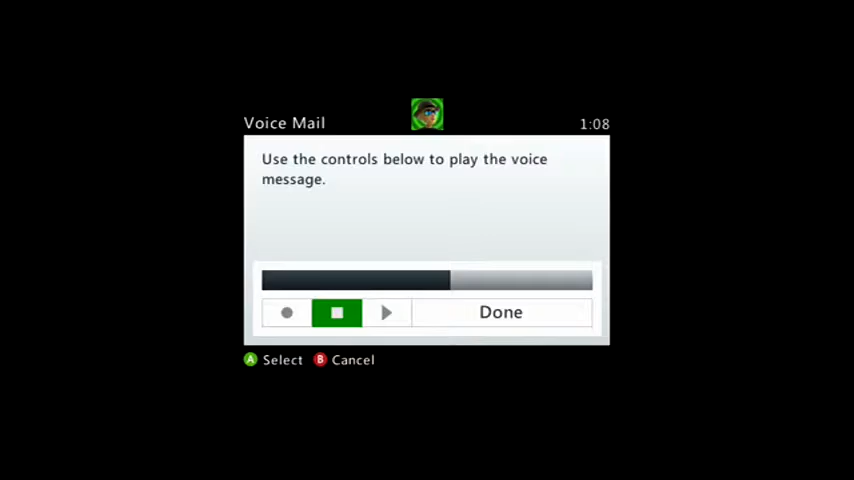 Voice Mail
1:08
Use the controls below to play the voice
message.
Done
A Select B Cancel